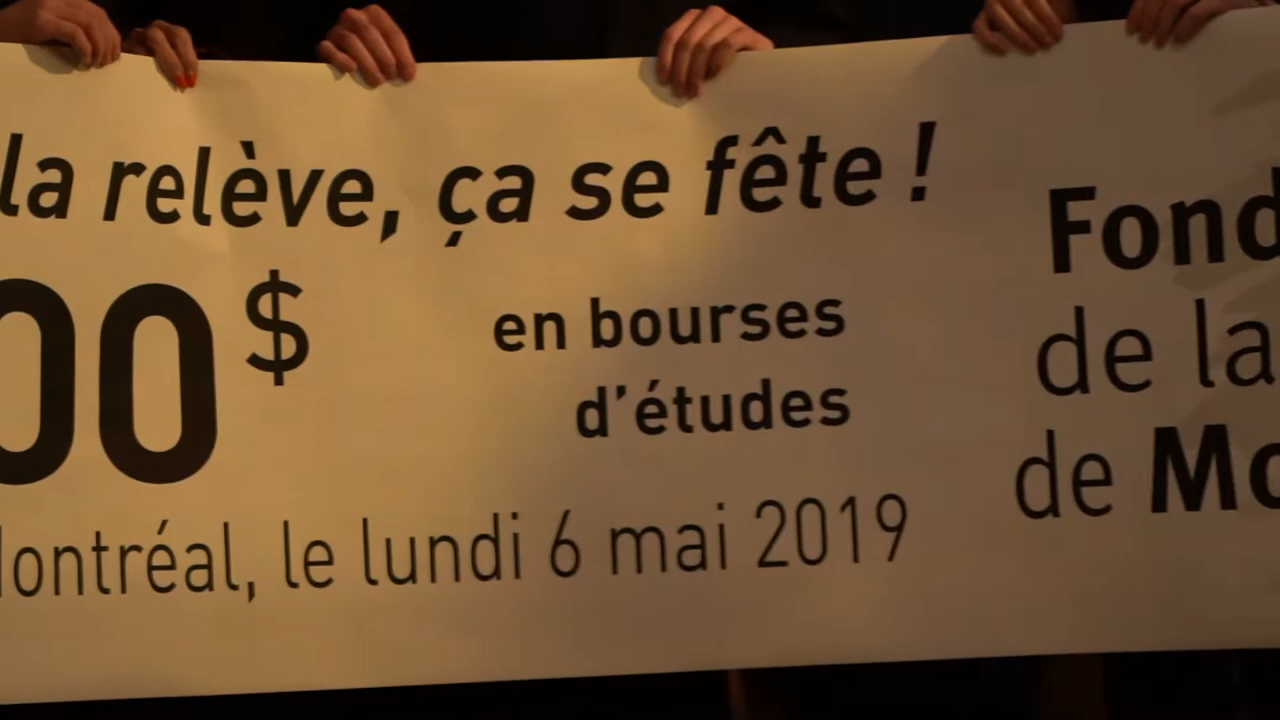 la relève, ça se fête !
00$
en bourses
d'études
Montréal, le lundi 6 mai 2019
Fond
de la
de Mo